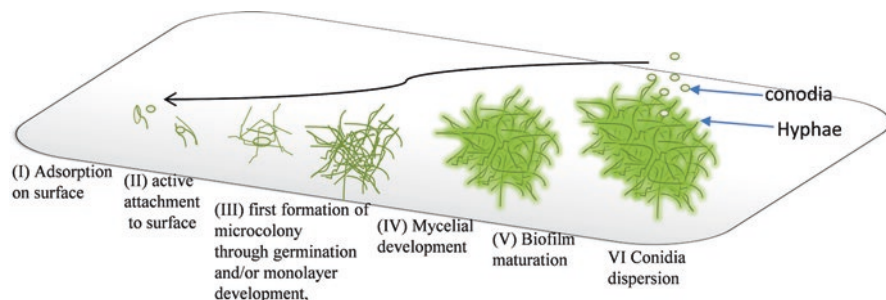 conodia
Hyphae
(I) Adsorption
on surface
(II) active
attachment
to surface
(III) first formation of
microcolony
through germination
and/or monolayer
development,
(IV) Mycelial
development
(V) Biofilm
maturation
VI Conidia
dispersion